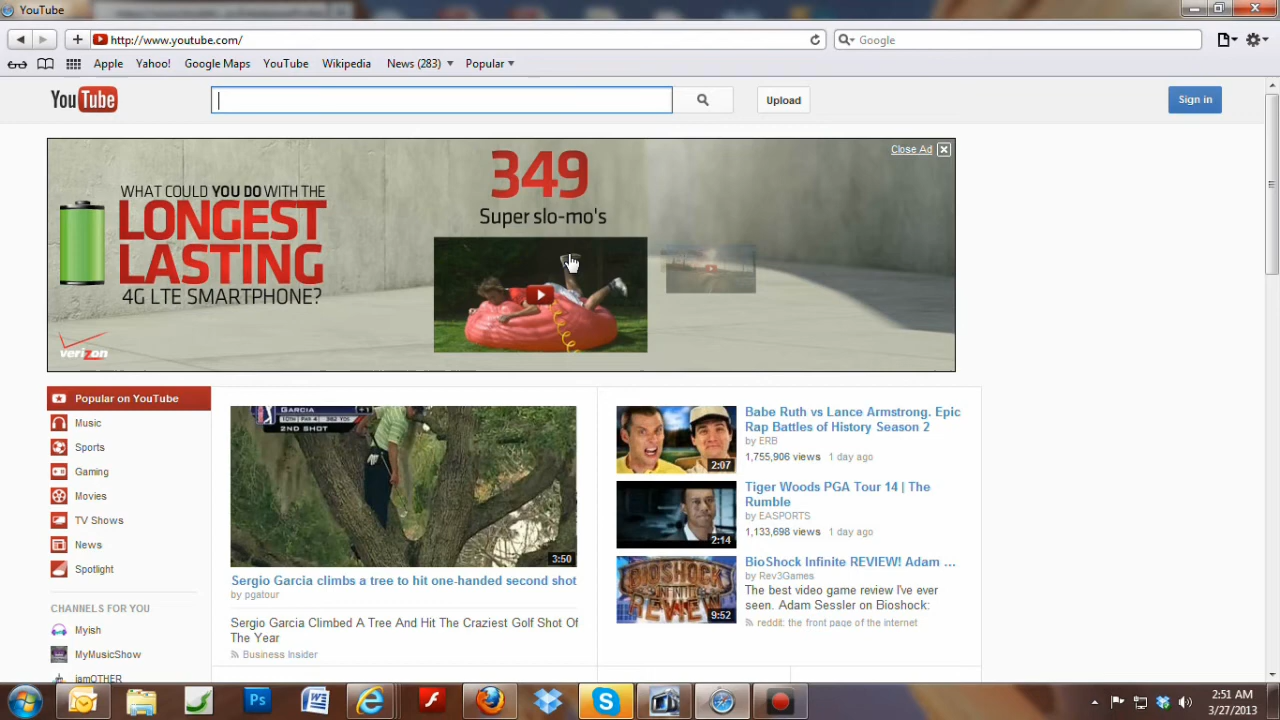 YouTube
http://www.youtube.com/
Google
Apple Yahoo! Google Maps YouTube Wikipedia News (283) Popular
YouTube
Upload
Sign in
Close Ad
WHAT COULD YOU DO WITH THE
LONGEST
LASTING
4G LTE SMARTPHONE?
verizon
349
Super slo-mo's
Popular on YouTube
Music
Sports
Gaming
Movies
TV Shows
News
Spotlight
CHANNELS FOR YOU
Myish
MyMusicShow
iamOTHER
GARCIA +1
2ND SHOT
3:50
Sergio Garcia climbs a tree to hit one-handed second shot
by pgatour
Sergio Garcia Climbed A Tree And Hit The Craziest Golf Shot Of
The Year
Business Insider
2:07
Babe Ruth vs Lance Armstrong. Epic
Rap Battles of History Season 2
by ERB
1,755,906 views 1 day ago
2:14
Tiger Woods PGA Tour 14 | The
Rumble
by EASPORTS
1,133,698 views 1 day ago
BIOSHOCK
INFINITE
REVIEW
9:52
BioShock Infinite REVIEW! Adam ...
by Rev3Games
The best video game review I've ever
seen. Adam Sessler on Bioshock:
reddit: the front page of the internet
Ps
2:51 AM
3/27/2013